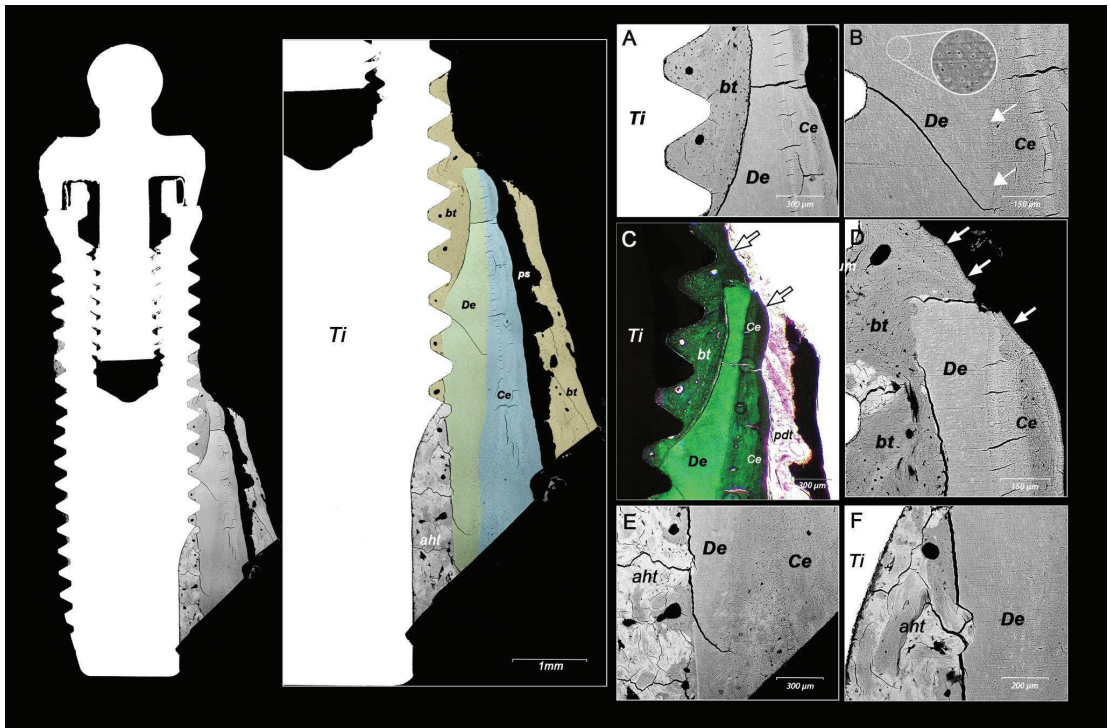 Ti
bt
De
ps
Ce
bt
aht
1mm
A
Ti
bt
De
Ce
300 µm
B
De
Ce
150 µm
C
Ti
bt
De
Ce
Ce
pdt
300 µm
D
µm
bt
bt
De
Ce
150 µm
E
aht
De
Ce
300 µm
F
Ti
aht
De
200 µm